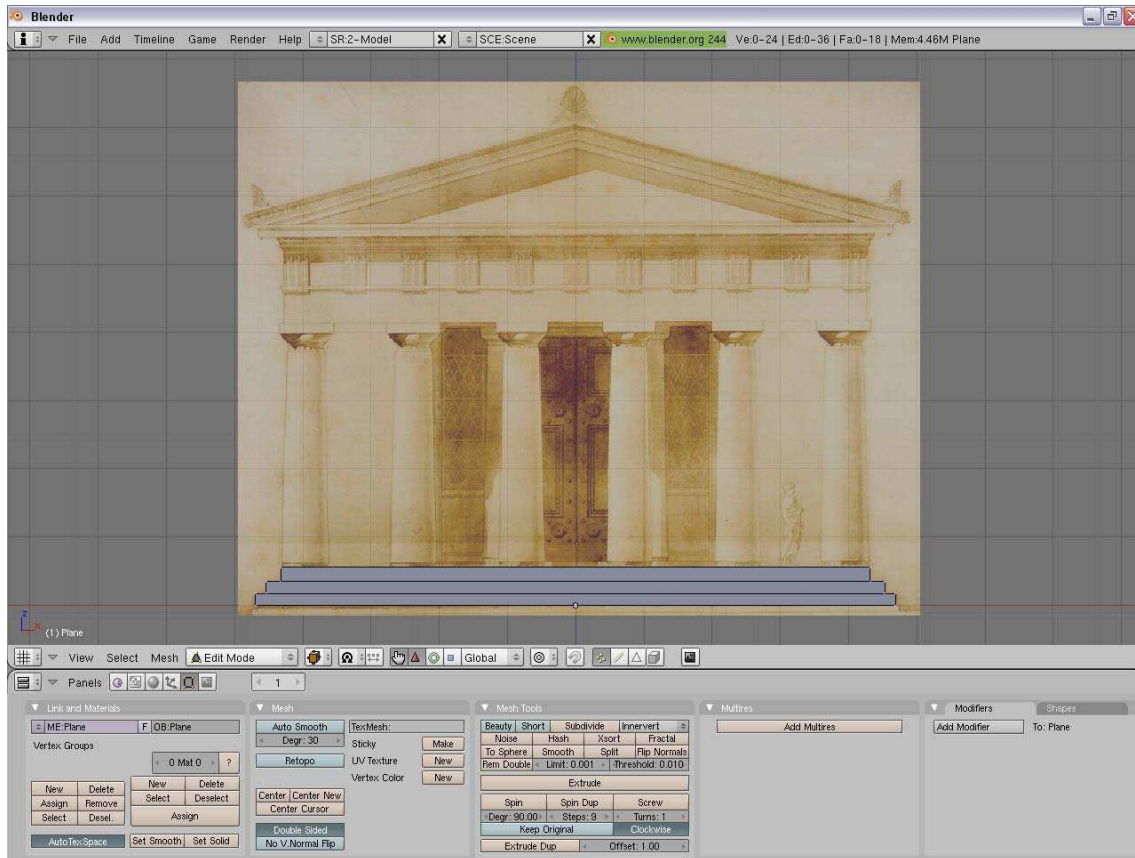 Blender
File Add Timeline Game Render Help SR:2-Model X SCE:Scene X www.blender.org 244 Ve:0-24 | Ed:0-36 | Fa:0-18 | Mem:4.46M Plane
z
x
(1) Plane
View Select Mesh Edit Mode Global
Panels 1
Link and Materials
ME:Plane F OB:Plane
Vertex Groups
0 Mat 0 ?
New Delete New Delete
Assign Remove Select Deselect
Select Desel. Assign
AutoTexSpace Set Smooth Set Solid
Mesh
Auto Smooth TexMesh:
Degr: 30 Sticky Make
Retopo UV Texture New
Vertex Color New
Center Center New
Center Cursor
Double Sided
No V.Normal Flip
Mesh Tools
Beauty Short Subdivide Innervert
Noise Hash Xsort Fractal
To Sphere Smooth Split Flip Normals
Rem Double Limit: 0.001 Threshold: 0.010
Extrude
Spin Spin Dup Screw
Degr: 90.00 Steps: 9 Turns: 1
Keep Original Clockwise
Extrude Dup Offset: 1.00
Multires
Add Multires
Modifiers Shapes
Add Modifier To: Plane